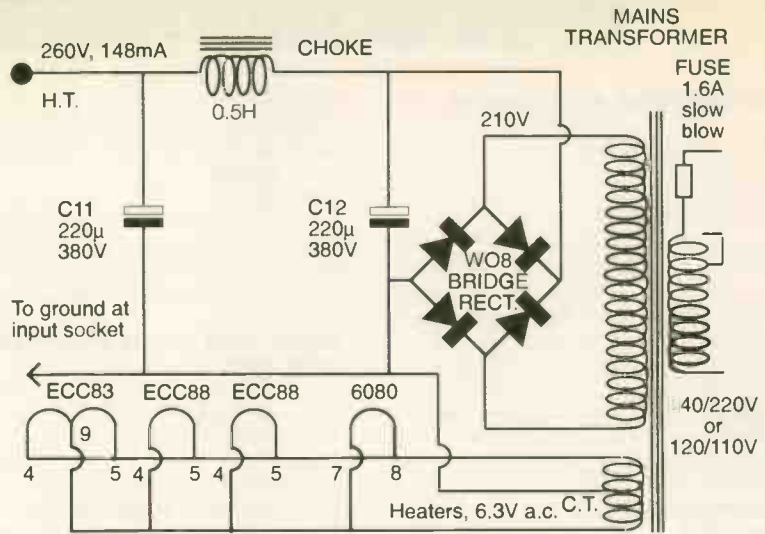 MAINS
TRANSFORMER
260V, 148mA
CHOKE
FUSE
1.6A
slow
blow
H.T.
0.5H
210V
C11
220µ
380V
C12
220µ
380V
WO8
BRIDGE
RECT.
To ground at
input socket
ECC83
ECC88
ECC88
6080
40/220V
or
120/110V
9
4
5
4
5
4
5
7
8
Heaters, 6.3V a.c.
C.T.